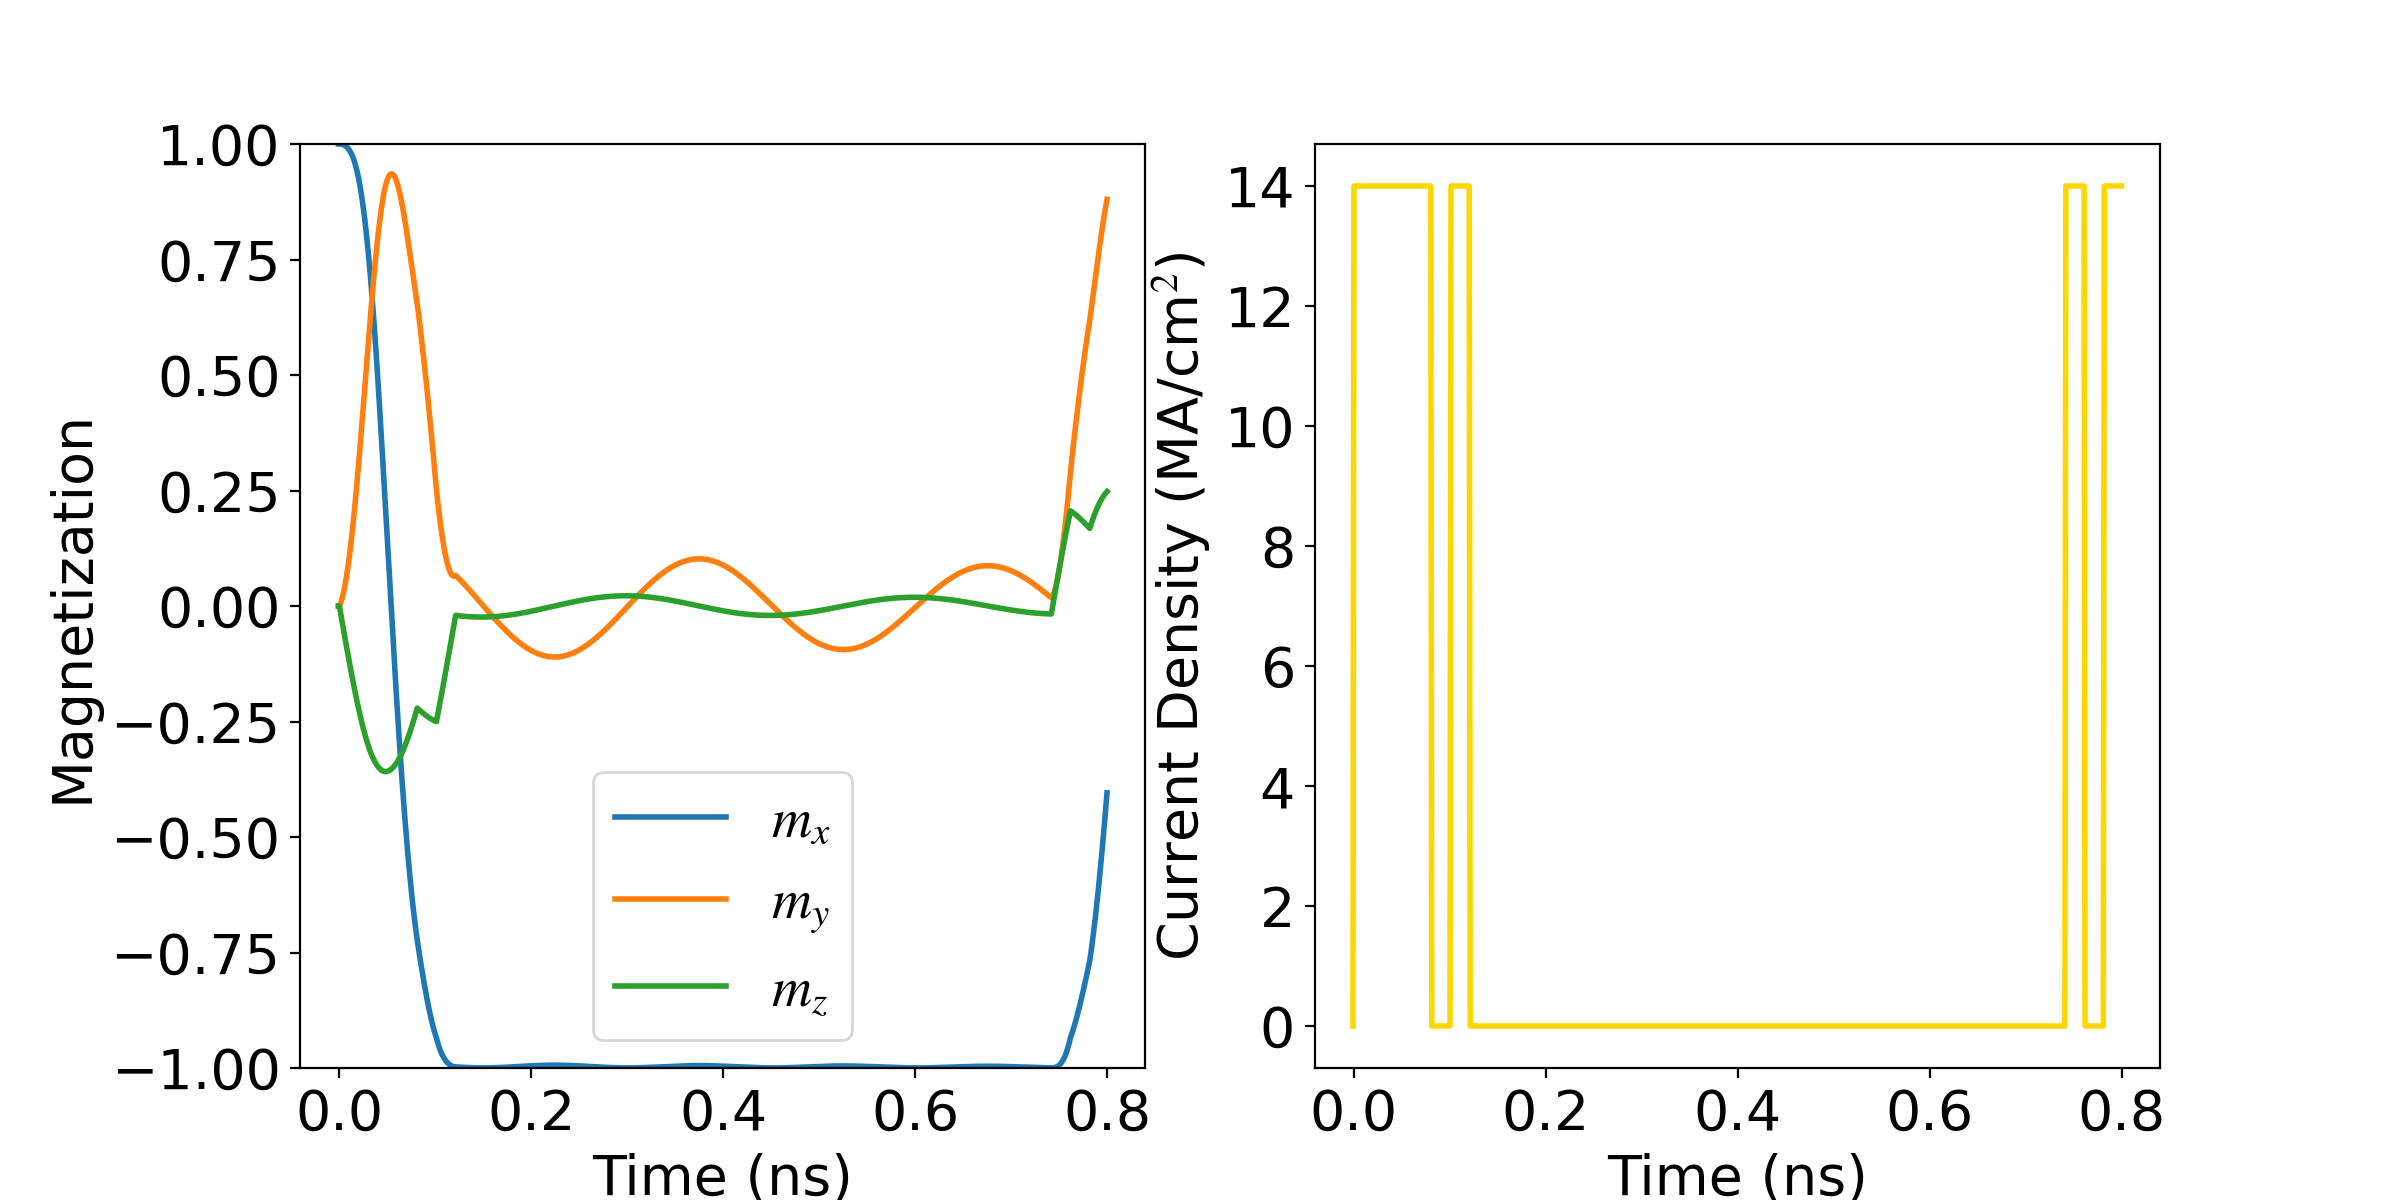 1.00
0.75
0.50
0.25
0.00
−0.25
−0.50
−0.75
−1.00
Magnetization
0.0 0.2 0.4 0.6 0.8
Time (ns)
m_x
m_y
m_z
14
12
10
8
6
4
2
0
Current Density (MA/cm²)
0.0 0.2 0.4 0.6 0.8
Time (ns)